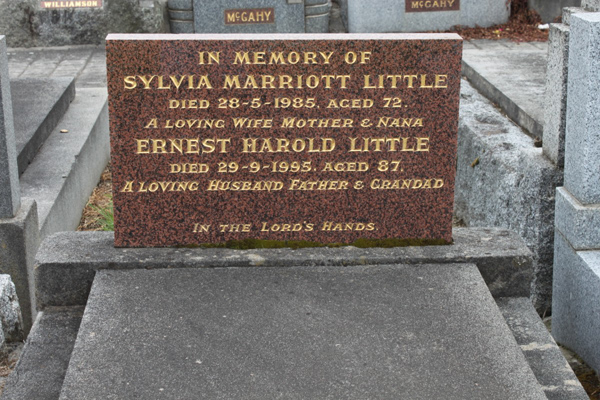 WILLIAMSON
McGAHY
McGAHY
IN MEMORY OF
SYLVIA MARRIOTT LITTLE
DIED 28-5-1985. AGED 72.
A LOVING WIFE MOTHER & NANA
ERNEST HAROLD LITTLE
DIED 29-9-1995. AGED 87.
A LOVING HUSBAND FATHER & GRANDAD
IN THE LORD'S HANDS.